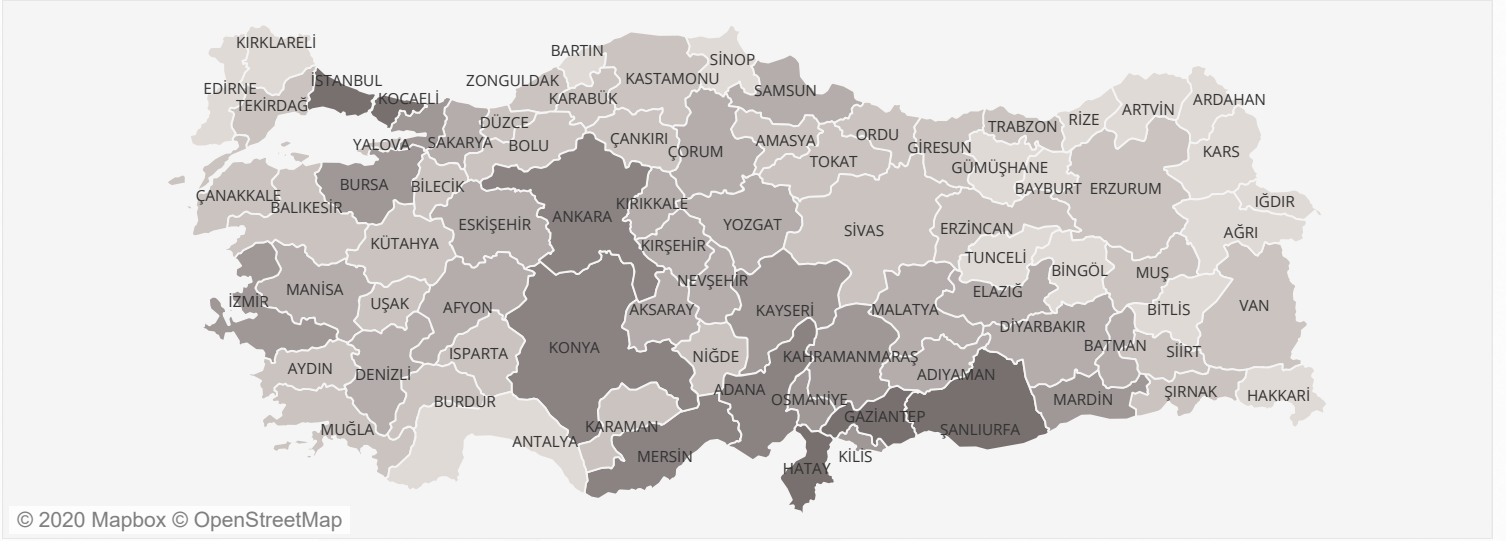 KIRKLARELİ
BARTIN
SİNOP
EDİRNE
İSTANBUL
ZONGULDAK
KASTAMONU
TEKİRDAĞ
KOCAELİ
KARABÜK
SAMSUN
ARTVİN
ARDAHAN
YALOVA
SAKARYA
DÜZCE
BOLU
ÇANKIRI
ÇORUM
AMASYA
ORDU
GİRESUN
TRABZON
RİZE
TOKAT
GÜMÜŞHANE
KARS
ÇANAKKALE
BALIKESİR
BURSA
BİLECİK
BAYBURT
ERZURUM
ESKİŞEHİR
ANKARA
KIRIKKALE
YOZGAT
SİVAS
ERZİNCAN
IĞDIR
AĞRI
KÜTAHYA
KIRŞEHİR
TUNCELİ
BİNGÖL
MUŞ
NEVŞEHİR
İZMİR
MANİSA
UŞAK
AFYON
AKSARAY
KAYSERİ
MALATYA
ELAZIĞ
BİTLİS
VAN
DİYARBAKIR
AYDIN
DENİZLİ
ISPARTA
KONYA
NİĞDE
KAHRAMANMARAŞ
ADIYAMAN
BATMAN
SİİRT
BURDUR
ADANA
OSMANİYE
GAZİANTEP
MARDİN
ŞIRNAK
HAKKARİ
MUĞLA
ANTALYA
KARAMAN
MERSİN
HATAY
KİLİS
ŞANLIURFA
© 2020 Mapbox © OpenStreetMap